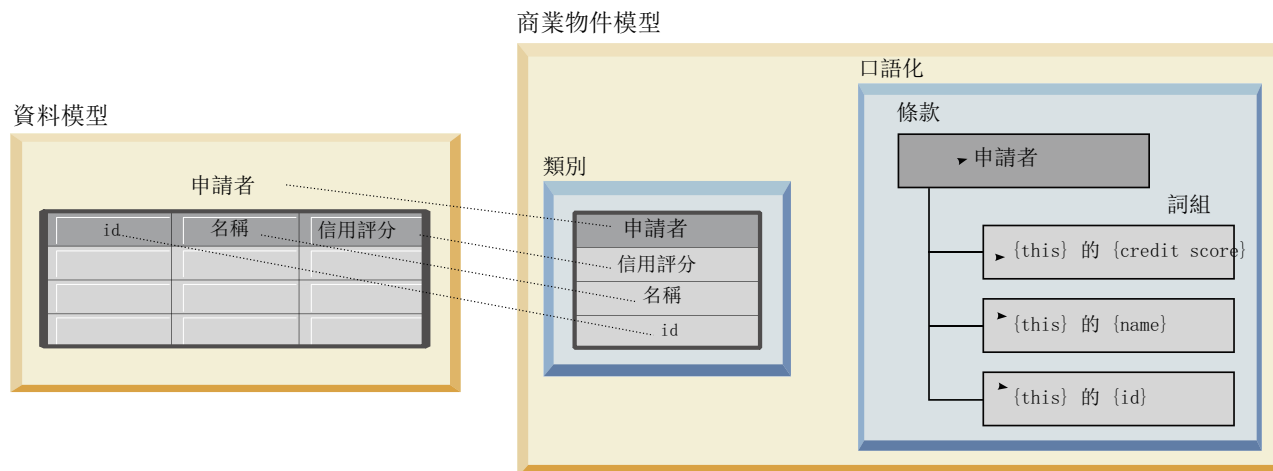 商業物件模型
口語化
資料模型
條款
申請者
類別
申請者
詞組
id
名稱
信用評分
申請者
{this} 的 {credit score}
信用評分
名稱
{this} 的 {name}
id
{this} 的 {id}